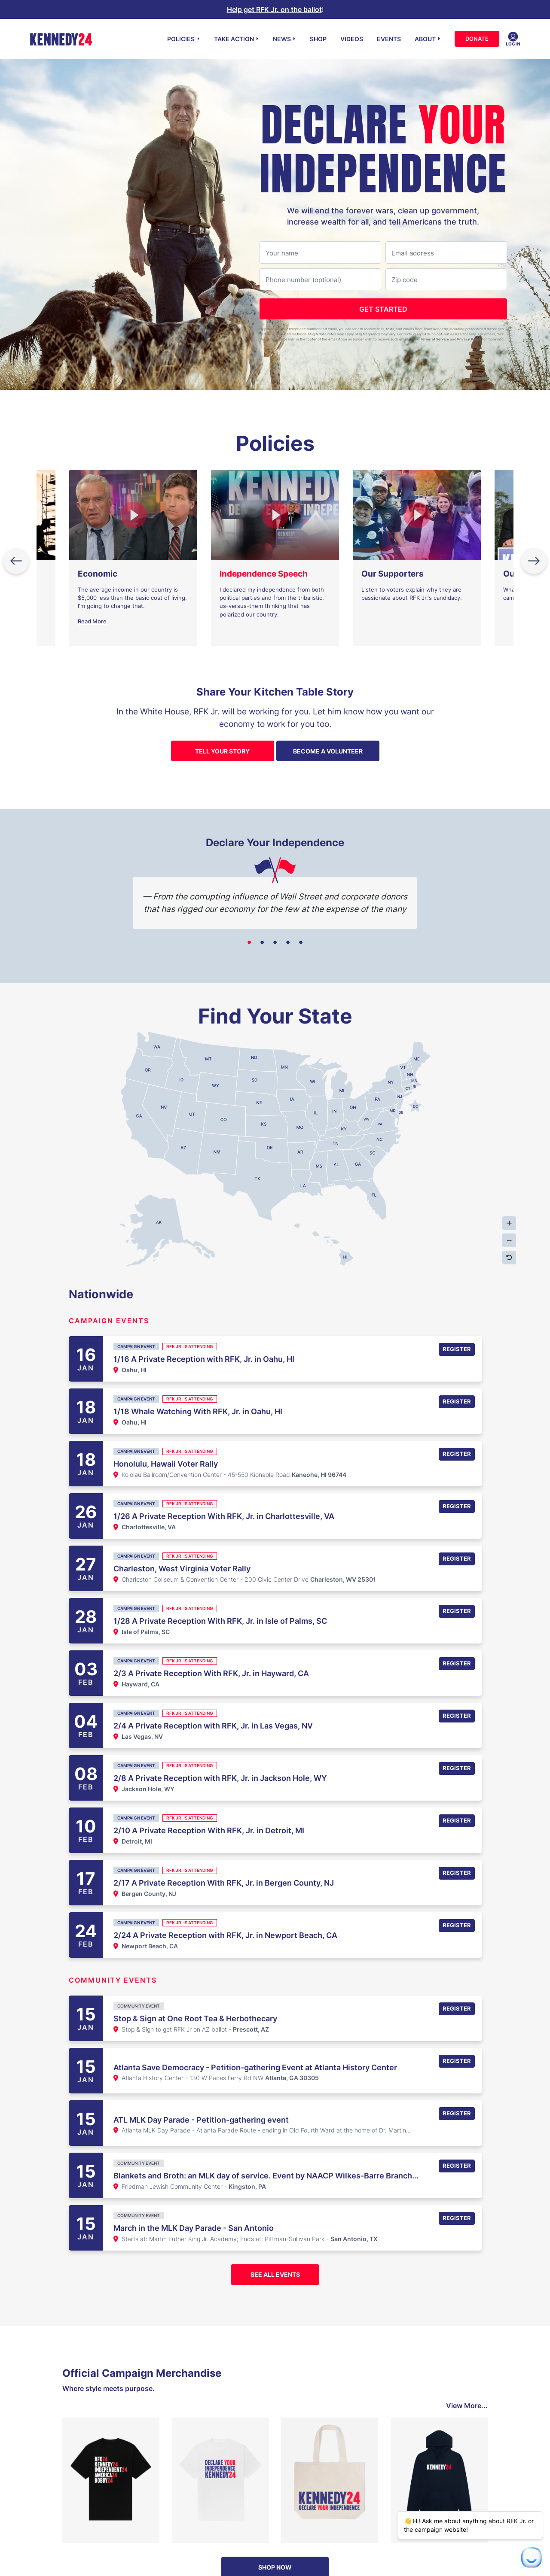 Help get RFK Jr. on the ballot!
KENNEDY24
POLICIES
TAKE ACTION
NEWS
SHOP
VIDEOS
EVENTS
ABOUT
DONATE
LOGIN
DECLARE YOUR
INDEPENDENCE
We will end the forever wars, clean up government,
increase wealth for all, and tell Americans the truth.
Your name
Email address
Phone number (optional)
Zip code
GET STARTED
Terms of Service
Policies
Economic
The average income in our country is
$5,000 less than the basic cost of living.
I'm going to change that.
Read More
Independence Speech
I declared my independence from both
political parties and from the tribalistic,
us-versus-them thinking that has
polarized our country.
Our Supporters
Listen to voters explain why they are
passionate about RFK Jr.'s candidacy.
Share Your Kitchen Table Story
In the White House, RFK Jr. will be working for you. Let him know how you want our
economy to work for you too.
TELL YOUR STORY
BECOME A VOLUNTEER
Declare Your Independence
— From the corrupting influence of Wall Street and corporate donors
that has rigged our economy for the few at the expense of the many
Find Your State
WA
MT
ND
MN
ME
VT
NH
OR
ID
WY
SD
WI
MI
NY
MA
CT
RI
NV
UT
CO
NE
IA
IL
IN
OH
PA
NJ
CA
KS
MO
KY
WV
VA
MD
DE
DC
AZ
NM
OK
AR
TN
NC
SC
TX
LA
MS
AL
GA
FL
AK
HI
Nationwide
CAMPAIGN EVENTS
16 JAN
CAMPAIGN EVENT
RFK JR. IS ATTENDING
1/16 A Private Reception with RFK, Jr. in Oahu, HI
Oahu, HI
REGISTER
18 JAN
CAMPAIGN EVENT
RFK JR. IS ATTENDING
1/18 Whale Watching With RFK, Jr. in Oahu, HI
Oahu, HI
REGISTER
18 JAN
CAMPAIGN EVENT
RFK JR. IS ATTENDING
Honolulu, Hawaii Voter Rally
Ko'olau Ballroom/Convention Center - 45-550 Kionaole Road Kaneohe, HI 96744
REGISTER
26 JAN
CAMPAIGN EVENT
RFK JR. IS ATTENDING
1/26 A Private Reception With RFK, Jr. in Charlottesville, VA
Charlottesville, VA
REGISTER
27 JAN
CAMPAIGN EVENT
RFK JR. IS ATTENDING
Charleston, West Virginia Voter Rally
Charleston Coliseum & Convention Center - 200 Civic Center Drive Charleston, WV 25301
REGISTER
28 JAN
CAMPAIGN EVENT
RFK JR. IS ATTENDING
1/28 A Private Reception With RFK, Jr. in Isle of Palms, SC
Isle of Palms, SC
REGISTER
03 FEB
CAMPAIGN EVENT
RFK JR. IS ATTENDING
2/3 A Private Reception With RFK, Jr. in Hayward, CA
Hayward, CA
REGISTER
04 FEB
CAMPAIGN EVENT
RFK JR. IS ATTENDING
2/4 A Private Reception with RFK, Jr. in Las Vegas, NV
Las Vegas, NV
REGISTER
08 FEB
CAMPAIGN EVENT
RFK JR. IS ATTENDING
2/8 A Private Reception with RFK, Jr. in Jackson Hole, WY
Jackson Hole, WY
REGISTER
10 FEB
CAMPAIGN EVENT
RFK JR. IS ATTENDING
2/10 A Private Reception With RFK, Jr. in Detroit, MI
Detroit, MI
REGISTER
17 FEB
CAMPAIGN EVENT
RFK JR. IS ATTENDING
2/17 A Private Reception With RFK, Jr. in Bergen County, NJ
Bergen County, NJ
REGISTER
24 FEB
CAMPAIGN EVENT
RFK JR. IS ATTENDING
2/24 A Private Reception with RFK, Jr. in Newport Beach, CA
Newport Beach, CA
REGISTER
COMMUNITY EVENTS
15 JAN
COMMUNITY EVENT
Stop & Sign at One Root Tea & Herbothecary
Stop & Sign to get RFK Jr on AZ ballot - Prescott, AZ
REGISTER
15 JAN
Atlanta Save Democracy - Petition-gathering Event at Atlanta History Center
Atlanta History Center - 130 W Paces Ferry Rd NW Atlanta, GA 30305
REGISTER
15 JAN
ATL MLK Day Parade - Petition-gathering event
Atlanta MLK Day Parade - Atlanta Parade Route - ending in Old Fourth Ward at the home of Dr. Martin...
REGISTER
15 JAN
COMMUNITY EVENT
Blankets and Broth: an MLK day of service. Event by NAACP Wilkes-Barre Branch...
Friedman Jewish Community Center - Kingston, PA
REGISTER
15 JAN
COMMUNITY EVENT
March in the MLK Day Parade - San Antonio
Starts at: Martin Luther King Jr. Academy; Ends at: Pittman-Sullivan Park - San Antonio, TX
REGISTER
SEE ALL EVENTS
Official Campaign Merchandise
Where style meets purpose.
View More...
RFK24
KENNEDY24
INDEPENDENT24
AMERICA24
BOBBY24
DECLARE YOUR
INDEPENDENCE
KENNEDY24
KENNEDY24
DECLARE YOUR INDEPENDENCE
KENNEDY24
👋 Hi! Ask me about anything about RFK Jr. or
the campaign website!
SHOP NOW